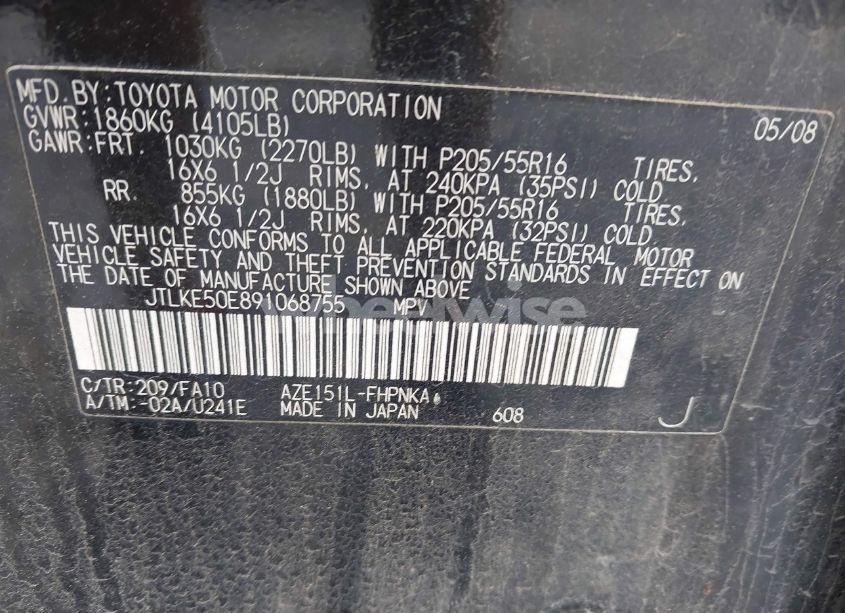 MFD.BY:TOYOTA MOTOR CORPORATION 05/08
GVWR:1860KG (4105LB)
GAWR:FRT. 1030KG (2270LB) WITH P205/55R16 TIRES,
16X6 1/2J RIMS, AT 240KPA (35PSI) COLD
RR. 855KG (1880LB) WITH P205/55R16 TIRES,
16X6 1/2J RIMS, AT 220KPA (32PSI) COLD
THIS VEHICLE CONFORMS TO ALL APPLICABLE FEDERAL MOTOR
VEHICLE SAFETY AND THEFT PREVENTION STANDARDS IN EFFECT ON
THE DATE OF MANUFACTURE SHOWN ABOVE
JTLKE50E891068755 MPV
wheelwise
C/TR:209/FA10 AZE151L-FHPNKA
A/TM:-02A/U241E MADE IN JAPAN 608 J